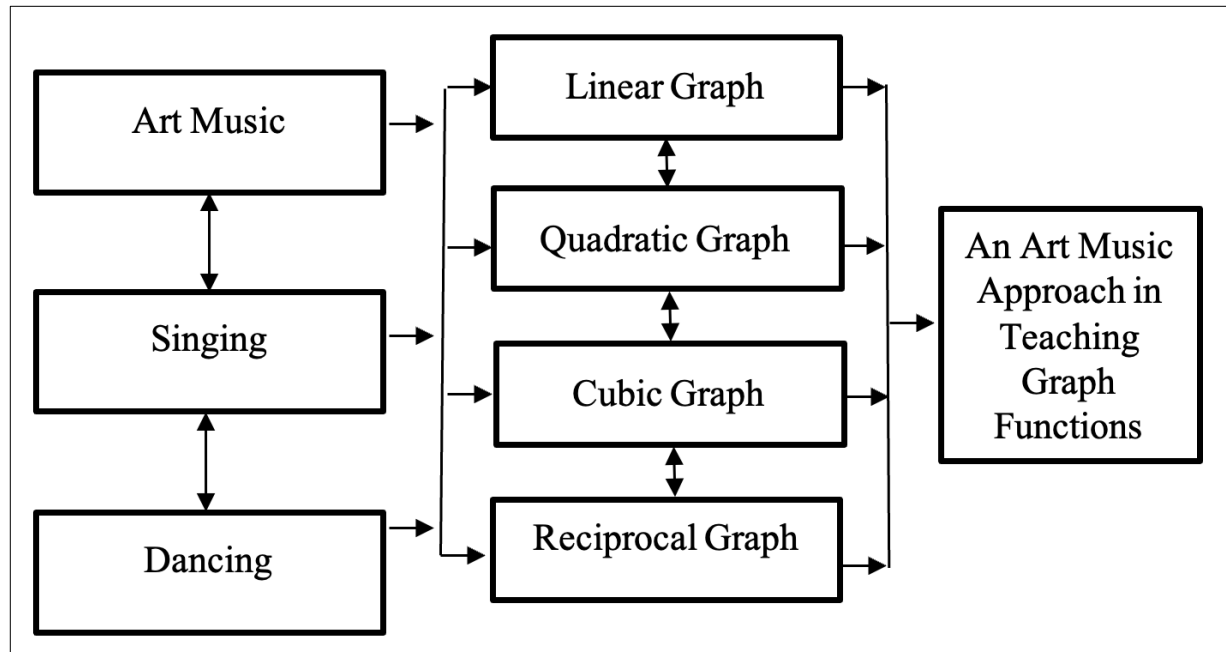 Art Music
Singing
Dancing
Linear Graph
Quadratic Graph
Cubic Graph
Reciprocal Graph
An Art Music
Approach in
Teaching
Graph
Functions